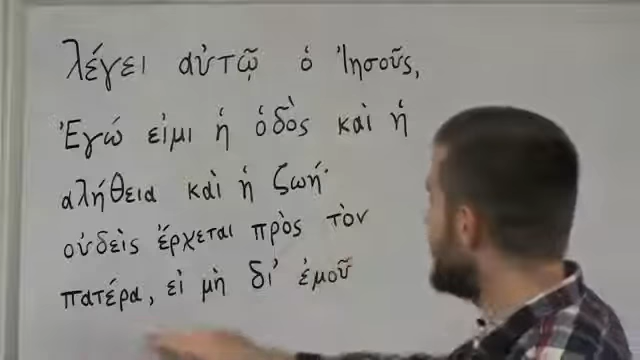 λέγει αὐτῷ ὁ Ἰησοῦς,
Ἐγώ εἰμι ἡ ὁδὸς καὶ ἡ
αλήθεια καὶ ἡ ζωή·
οὐδεὶς ἔρχεται πρὸς τὸν
πατέρα, εἰ μὴ δι' ἐμοῦ